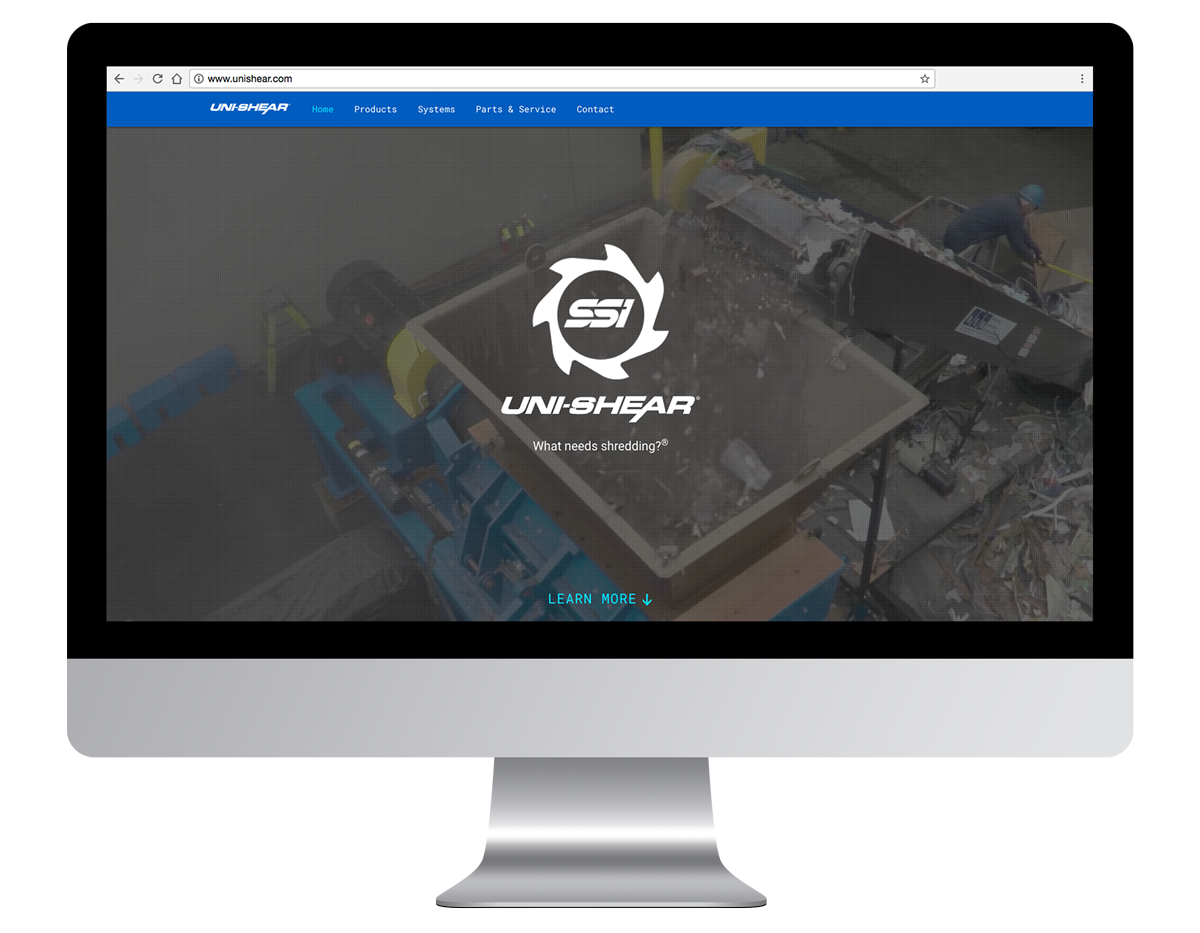 www.unishear.com
UNI-SHEAR® Home Products Systems Parts & Service Contact
SSI
UNI-SHEAR®
What needs shredding?®
LEARN MORE ↓